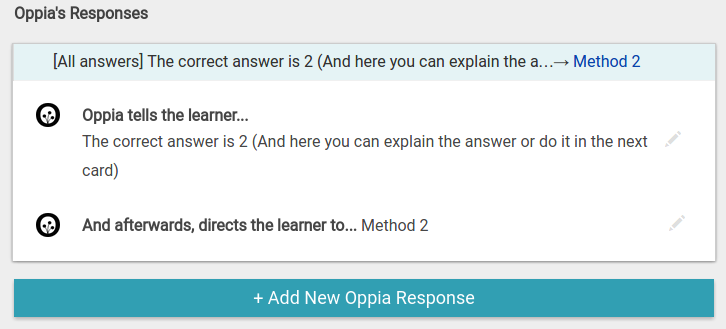 Oppia's Responses
[All answers] The correct answer is 2 (And here you can explain the a...→ Method 2
Oppia tells the learner...
The correct answer is 2 (And here you can explain the answer or do it in the next
card)
And afterwards, directs the learner to... Method 2
+ Add New Oppia Response